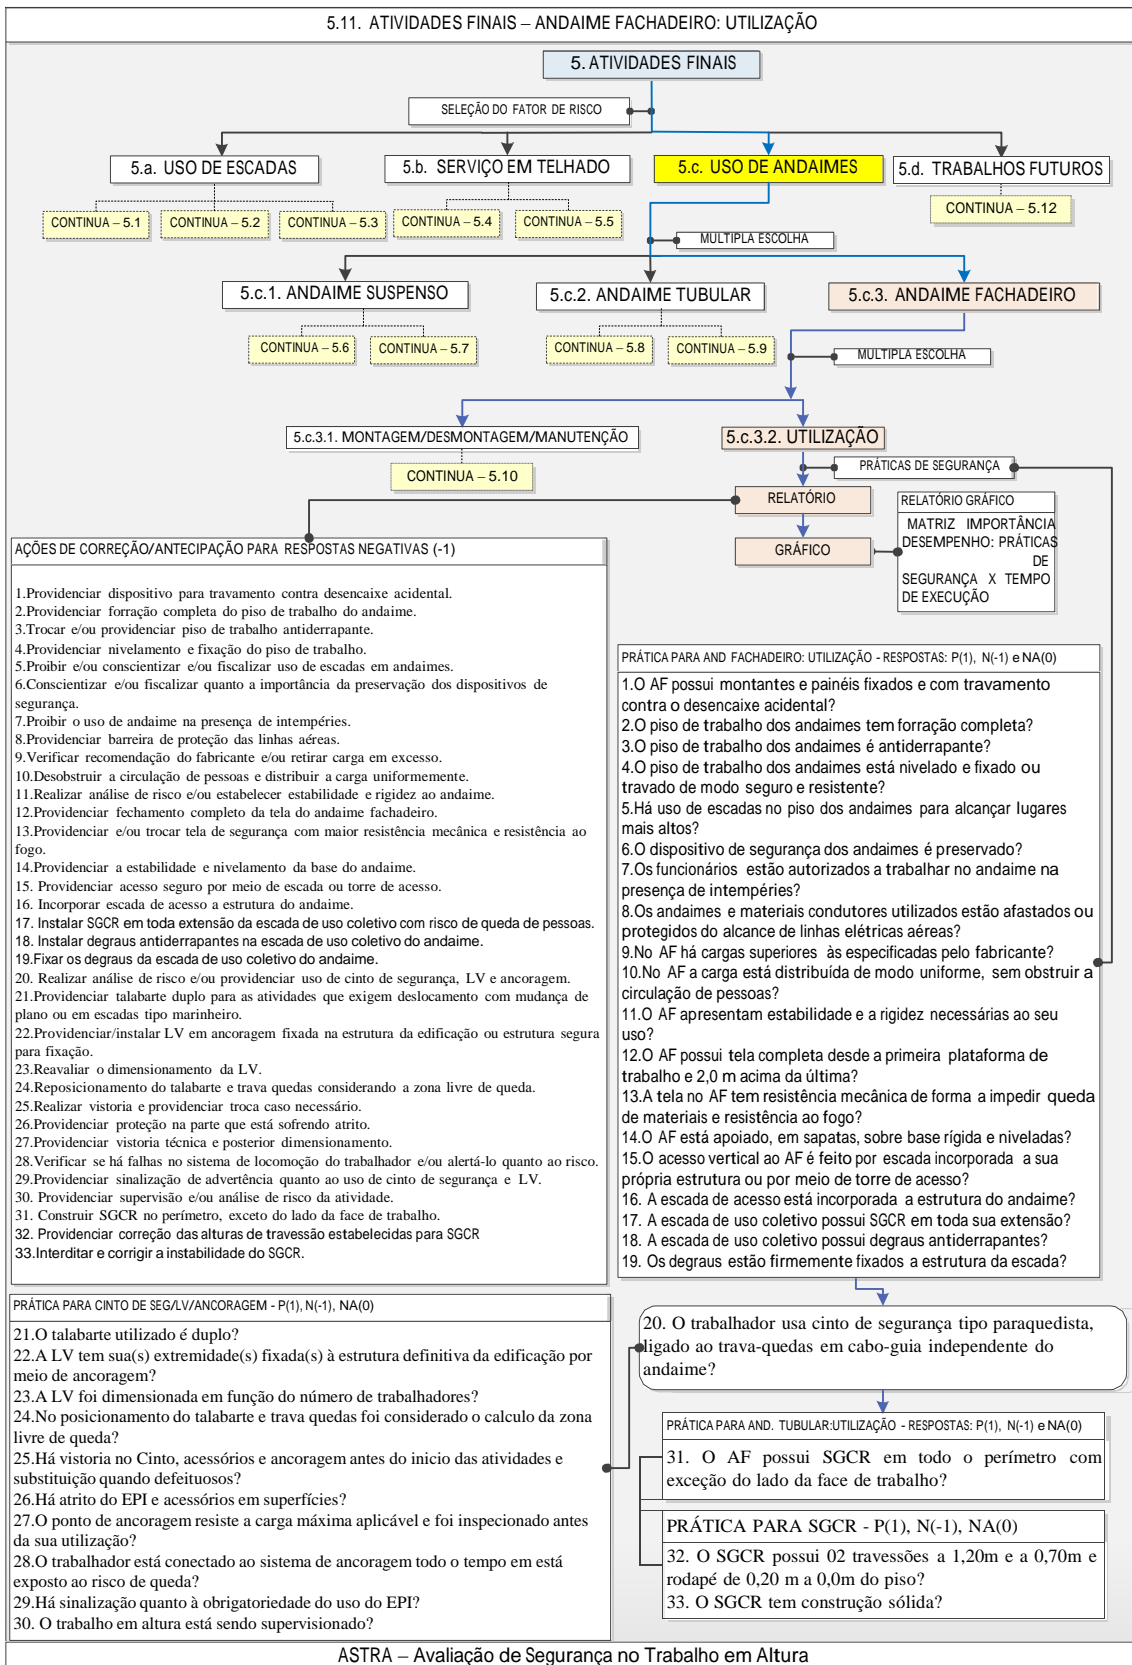 5.11. ATIVIDADES FINAIS – ANDAIME FACHADEIRO: UTILIZAÇÃO
5. ATIVIDADES FINAIS
SELEÇÃO DO FATOR DE RISCO
5.a. USO DE ESCADAS
5.b. SERVIÇO EM TELHADO
5.c. USO DE ANDAIMES
5.d. TRABALHOS FUTUROS
CONTINUA – 5.1
CONTINUA – 5.2
CONTINUA – 5.3
CONTINUA – 5.4
CONTINUA – 5.5
CONTINUA – 5.12
MULTIPLA ESCOLHA
5.c.1. ANDAIME SUSPENSO
5.c.2. ANDAIME TUBULAR
5.c.3. ANDAIME FACHADEIRO
CONTINUA – 5.6
CONTINUA – 5.7
CONTINUA – 5.8
CONTINUA – 5.9
MULTIPLA ESCOLHA
5.c.3.1. MONTAGEM/DESMONTAGEM/MANUTENÇÃO
5.c.3.2. UTILIZAÇÃO
CONTINUA – 5.10
PRÁTICAS DE SEGURANÇA
RELATÓRIO
GRÁFICO
RELATÓRIO GRÁFICO
MATRIZ IMPORTÂNCIA
DESEMPENHO: PRÁTICAS
DE
SEGURANÇA X TEMPO
DE EXECUÇÃO
AÇÕES DE CORREÇÃO/ANTECIPAÇÃO PARA RESPOSTAS NEGATIVAS (-1)
1.Providenciar dispositivo para travamento contra desencaixe acidental.
2.Providenciar forração completa do piso de trabalho do andaime.
3.Trocar e/ou providenciar piso de trabalho antiderrapante.
4.Providenciar nivelamento e fixação do piso de trabalho.
5.Proibir e/ou conscientizar e/ou fiscalizar uso de escadas em andaimes.
6.Conscientizar e/ou fiscalizar quanto a importância da preservação dos dispositivos de
segurança.
7.Proibir o uso de andaime na presença de intempéries.
8.Providenciar barreira de proteção das linhas aéreas.
9.Verificar recomendação do fabricante e/ou retirar carga em excesso.
10.Desobstruir a circulação de pessoas e distribuir a carga uniformemente.
11.Realizar análise de risco e/ou estabelecer estabilidade e rigidez ao andaime.
12.Providenciar fechamento completo da tela do andaime fachadeiro.
13.Providenciar e/ou trocar tela de segurança com maior resistência mecânica e resistência ao
fogo.
14.Providenciar a estabilidade e nivelamento da base do andaime.
15. Providenciar acesso seguro por meio de escada ou torre de acesso.
16. Incorporar escada de acesso a estrutura do andaime.
17. Instalar SGCR em toda extensão da escada de uso coletivo com risco de queda de pessoas.
18. Instalar degraus antiderrapantes na escada de uso coletivo do andaime.
19.Fixar os degraus da escada de uso coletivo do andaime.
20. Realizar análise de risco e/ou providenciar uso de cinto de segurança, LV e ancoragem.
21.Providenciar talabarte duplo para as atividades que exigem deslocamento com mudança de
plano ou em escadas tipo marinheiro.
22.Providenciar/instalar LV em ancoragem fixada na estrutura da edificação ou estrutura segura
para fixação.
23.Reavaliar o dimensionamento da LV.
24.Reposicionamento do talabarte e trava quedas considerando a zona livre de queda.
25.Realizar vistoria e providenciar troca caso necessário.
26.Providenciar proteção na parte que está sofrendo atrito.
27.Providenciar vistoria técnica e posterior dimensionamento.
28.Verificar se há falhas no sistema de locomoção do trabalhador e/ou alertá-lo quanto ao risco.
29.Providenciar sinalização de advertência quanto ao uso de cinto de segurança e LV.
30. Providenciar supervisão e/ou análise de risco da atividade.
31. Construir SGCR no perímetro, exceto do lado da face de trabalho.
32. Providenciar correção das alturas de travessão estabelecidas para SGCR
33.Interditar e corrigir a instabilidade do SGCR.
PRÁTICA PARA AND FACHADEIRO: UTILIZAÇÃO - RESPOSTAS: P(1), N(-1) e NA(0)
1.O AF possui montantes e painéis fixados e com travamento
contra o desencaixe acidental?
2.O piso de trabalho dos andaimes tem forração completa?
3.O piso de trabalho dos andaimes é antiderrapante?
4.O piso de trabalho dos andaimes está nivelado e fixado ou
travado de modo seguro e resistente?
5.Há uso de escadas no piso dos andaimes para alcançar lugares
mais altos?
6.O dispositivo de segurança dos andaimes é preservado?
7.Os funcionários estão autorizados a trabalhar no andaime na
presença de intempéries?
8.Os andaimes e materiais condutores utilizados estão afastados ou
protegidos do alcance de linhas elétricas aéreas?
9.No AF há cargas superiores às especificadas pelo fabricante?
10.No AF a carga está distribuída de modo uniforme, sem obstruir a
circulação de pessoas?
11.O AF apresentam estabilidade e a rigidez necessárias ao seu
uso?
12.O AF possui tela completa desde a primeira plataforma de
trabalho e 2,0 m acima da última?
13.A tela no AF tem resistência mecânica de forma a impedir queda
de materiais e resistência ao fogo?
14.O AF está apoiado, em sapatas, sobre base rígida e niveladas?
15.O acesso vertical ao AF é feito por escada incorporada a sua
própria estrutura ou por meio de torre de acesso?
16. A escada de acesso está incorporada a estrutura do andaime?
17. A escada de uso coletivo possui SGCR em toda sua extensão?
18. A escada de uso coletivo possui degraus antiderrapantes?
19. Os degraus estão firmemente fixados a estrutura da escada?
PRÁTICA PARA CINTO DE SEG/LV/ANCORAGEM - P(1), N(-1), NA(0)
21.O talabarte utilizado é duplo?
22.A LV tem sua(s) extremidade(s) fixada(s) à estrutura definitiva da edificação por
meio de ancoragem?
23.A LV foi dimensionada em função do número de trabalhadores?
24.No posicionamento do talabarte e trava quedas foi considerado o calculo da zona
livre de queda?
25.Há vistoria no Cinto, acessórios e ancoragem antes do inicio das atividades e
substituição quando defeituosos?
26.Há atrito do EPI e acessórios em superfícies?
27.O ponto de ancoragem resiste a carga máxima aplicável e foi inspecionado antes
da sua utilização?
28.O trabalhador está conectado ao sistema de ancoragem todo o tempo em está
exposto ao risco de queda?
29.Há sinalização quanto à obrigatoriedade do uso do EPI?
30. O trabalho em altura está sendo supervisionado?
20. O trabalhador usa cinto de segurança tipo paraquedista,
ligado ao trava-quedas em cabo-guia independente do
andaime?
PRÁTICA PARA AND. TUBULAR:UTILIZAÇÃO - RESPOSTAS: P(1), N(-1) e NA(0)
31. O AF possui SGCR em todo o perímetro com
exceção do lado da face de trabalho?
PRÁTICA PARA SGCR - P(1), N(-1), NA(0)
32. O SGCR possui 02 travessões a 1,20m e a 0,70m e
rodapé de 0,20 m a 0,0m do piso?
33. O SGCR tem construção sólida?
ASTRA – Avaliação de Segurança no Trabalho em Altura